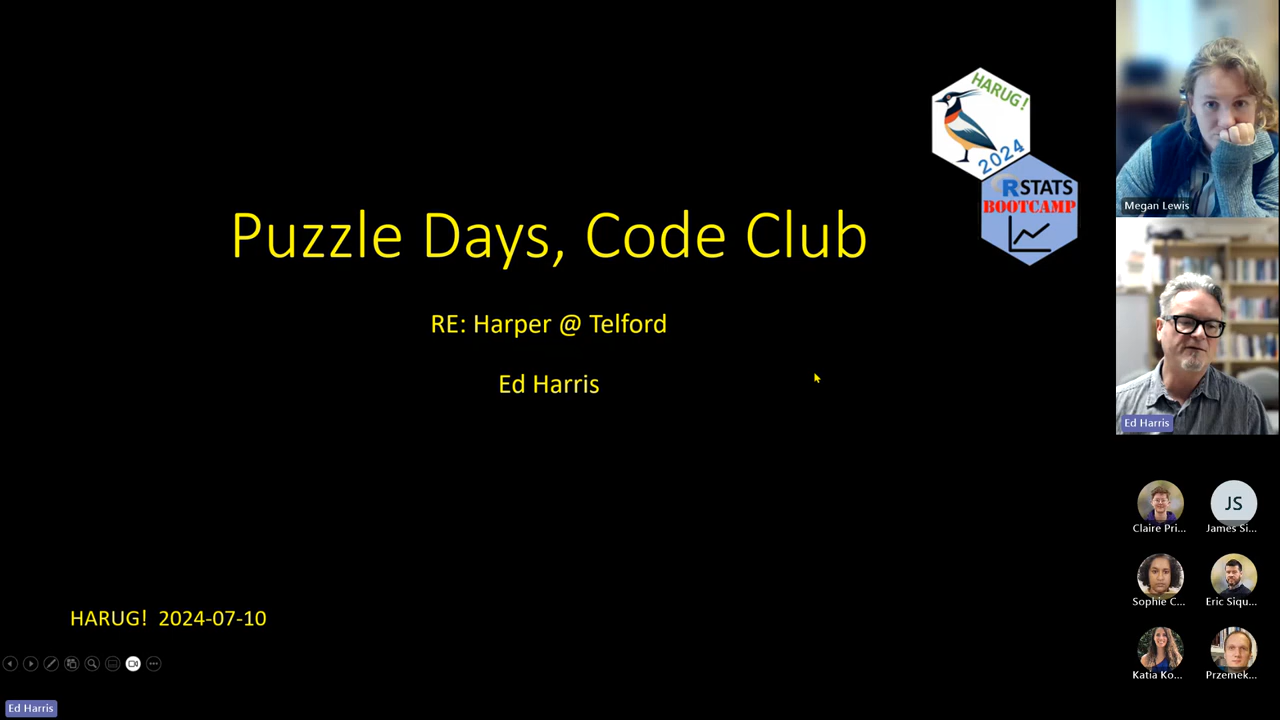 HARUG!
2024
RSTATS
BOOTCAMP
Puzzle Days, Code Club
RE: Harper @ Telford
Ed Harris
HARUG! 2024-07-10
Ed Harris
Megan Lewis
Ed Harris
JS
Claire Pri...
James Si...
Sophie C...
Eric Siqu...
Katia Ko...
Przemek...